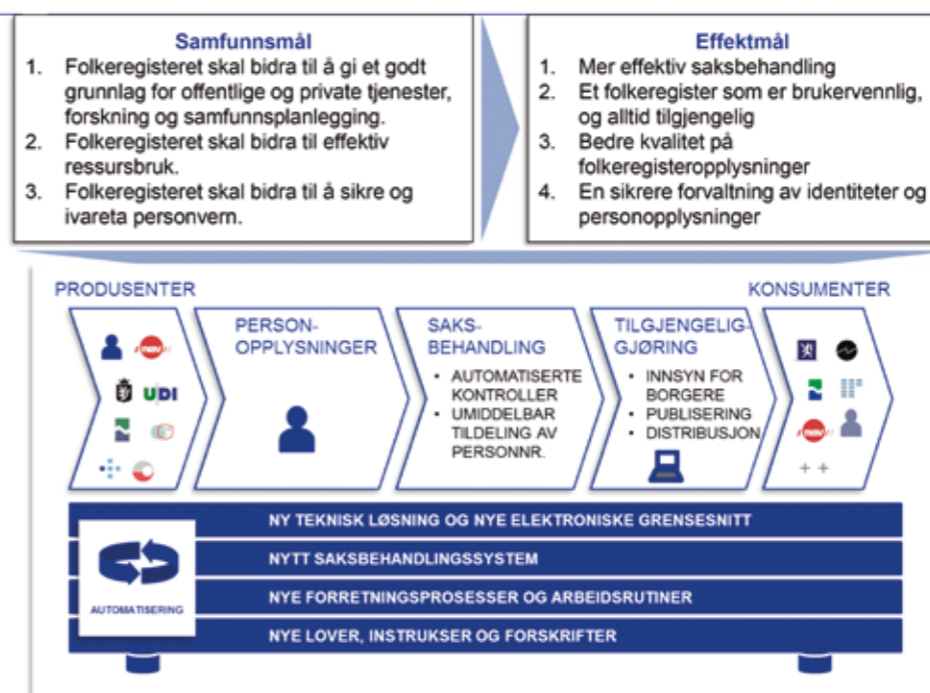 Samfunnsmål
1. Folkeregisteret skal bidra til å gi et godt
grunnlag for offentlige og private tjenester,
forskning og samfunnsplanlegging.
2. Folkeregisteret skal bidra til effektiv
ressursbruk.
3. Folkeregisteret skal bidra til å sikre og
ivareta personvern.
Effektmål
1. Mer effektiv saksbehandling
2. Et folkeregister som er brukervennlig,
og alltid tilgjengelig
3. Bedre kvalitet på
folkeregisteropplysninger
4. En sikrere forvaltning av identiteter og
personopplysninger
PRODUSENTER
KONSUMENTER
nav
UDI
PERSON-
OPPLYSNINGER
SAKS-
BEHANDLING
• AUTOMATISERTE
KONTROLLER
• UMIDDELBAR
TILDELING AV
PERSONNR.
TILGJENGELIG-
GJØRING
• INNSYN FOR
BORGERE
• PUBLISERING
• DISTRIBUSJON
nav
+ +
AUTOMATISERING
NY TEKNISK LØSNING OG NYE ELEKTRONISKE GRENSESNITT
NYTT SAKSBEHANDLINGSSYSTEM
NYE FORRETNINGSPROSESSER OG ARBEIDSRUTINER
NYE LOVER, INSTRUKSER OG FORSKRIFTER